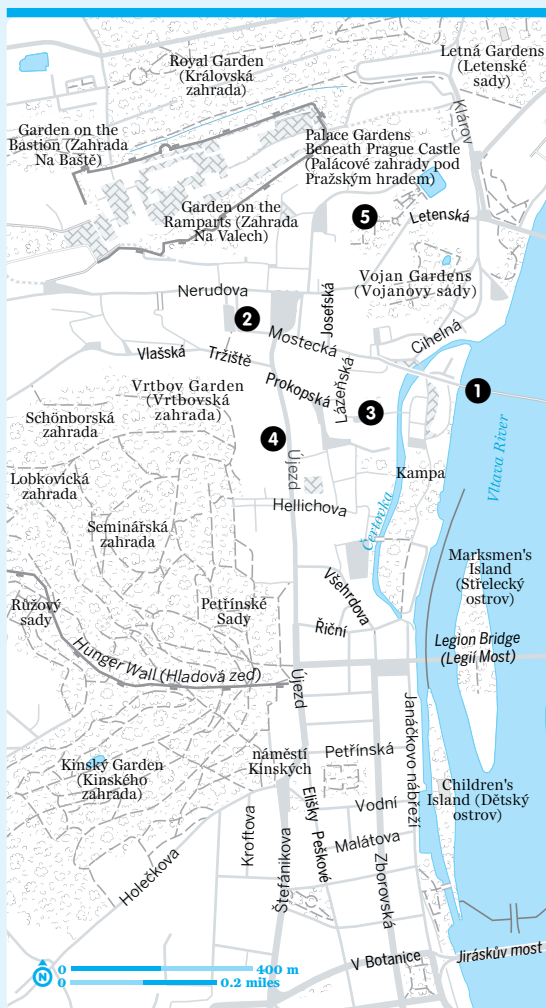 Letná Gardens
(Letenské
sady)
Royal Garden
(Královská
zahrada)
Klárov
Garden on the
Bastion (Zahrada
Na Baště)
Palace Gardens
Beneath Prague Castle
(Palácové zahrady pod
Pražským hradem)
Garden on the
Ramparts (Zahrada
Na Valech)
5
Letenská
Vojan Gardens
(Vojanovy sady)
Nerudova
Josefská
2
Mostecká
Cihelná
Vlašská
Tržiště
Prokopská
Lázeňská
1
Vrtbov Garden
(Vrtbovská
zahrada)
3
Schönborská
zahrada
4
Újezd
Kampa
Vltava River
Lobkovická
zahrada
Hellichova
Čertovka
Seminářská
zahrada
Marksmen's
Island
(Střelecký
ostrov)
Všehrdova
Růžový
sady
Petřínské
Sady
Říční
Legion Bridge
(Legií Most)
Hunger Wall (Hladová zeď)
Újezd
Janáčkovo nábřeží
Kinsky Garden
(Kinského
zahrada)
náměstí
Kinských
Petřínská
Children's
Island (Dětský
ostrov)
Elišky Peškové
Vodní
Kroftova
Malátova
Holečkova
Štefánikova
Zborovská
V Botanice
Jiráskův most
N
0 400 m
0 0.2 miles